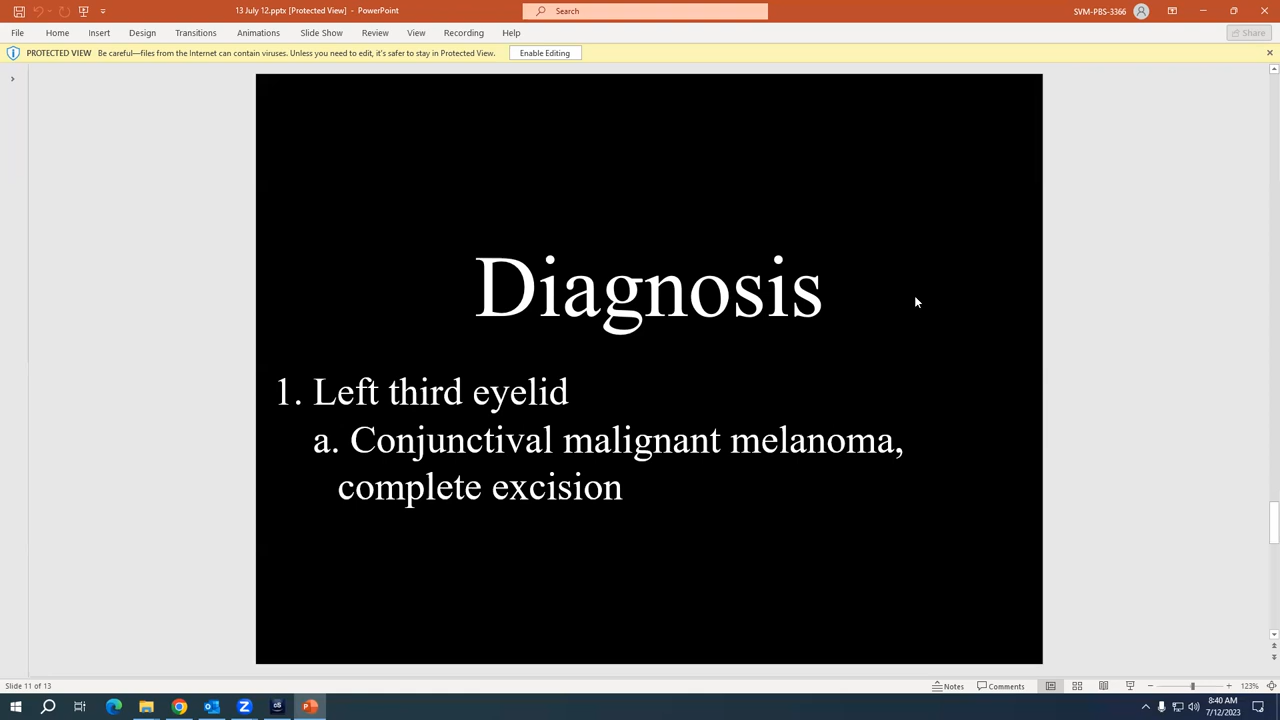 13 July 12.pptx [Protected View] - PowerPoint
Search
SVM-PBS-3366
File Home Insert Design Transitions Animations Slide Show Review View Recording Help
Share
PROTECTED VIEW Be careful—files from the Internet can contain viruses. Unless you need to edit, it's safer to stay in Protected View. Enable Editing
Diagnosis
1. Left third eyelid
a. Conjunctival malignant melanoma,
complete excision
Slide 11 of 13
Notes Comments 123%
8:40 AM
7/12/2023